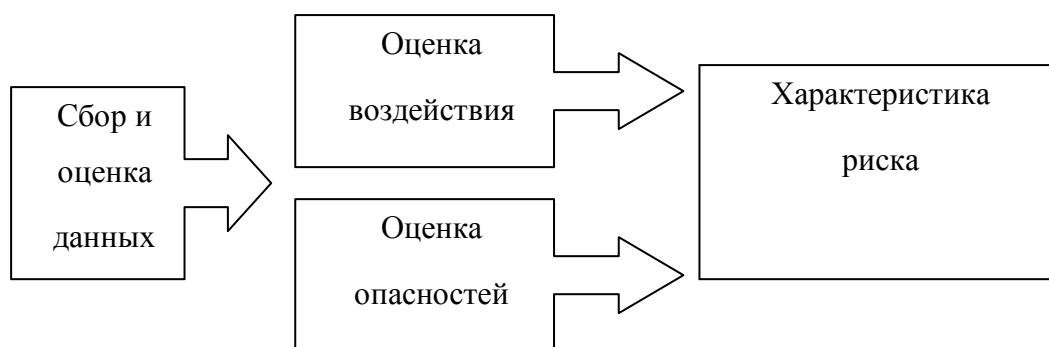 Сбор и
оценка
данных
Оценка
воздействия
Оценка
опасностей
Характеристика
риска